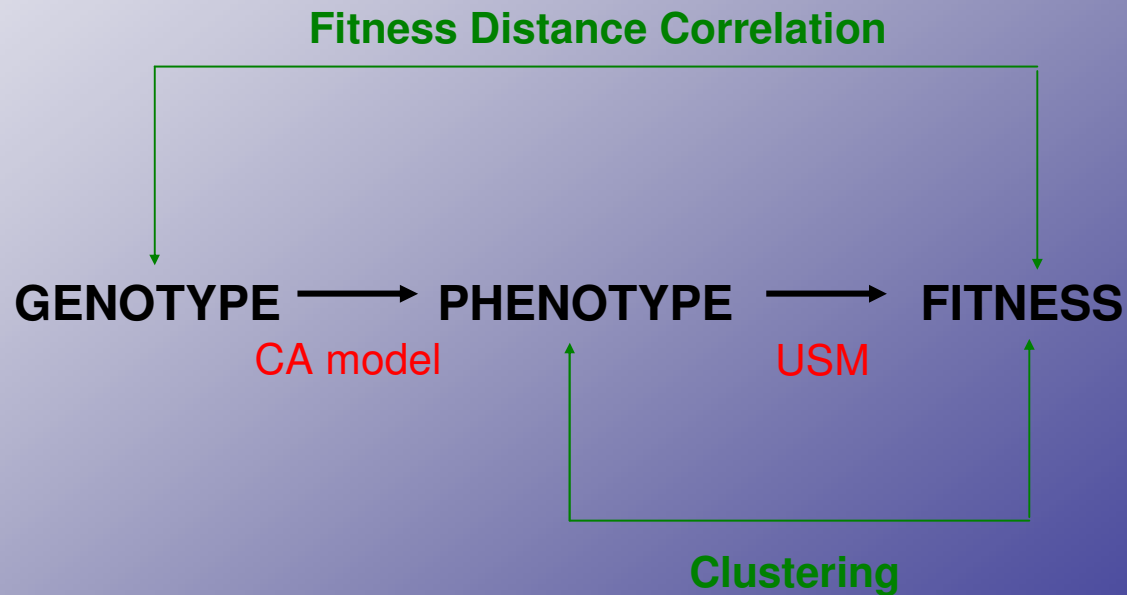 Fitness Distance Correlation
GENOTYPE PHENOTYPE FITNESS
CA model USM
Clustering